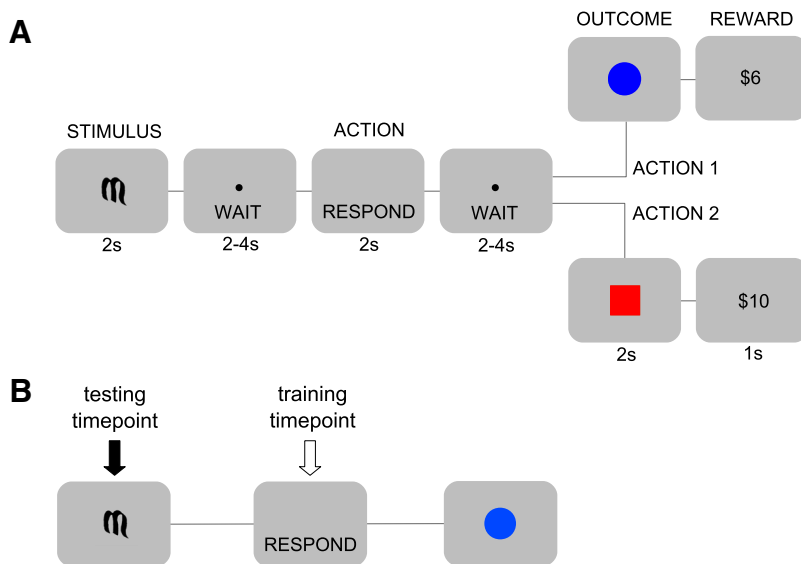 A
OUTCOME
REWARD
$6
STIMULUS
ACTION
WAIT
RESPOND
WAIT
2s
2-4s
2s
2-4s
ACTION 1
ACTION 2
$10
2s
1s
B
testing
timepoint
training
timepoint
RESPOND